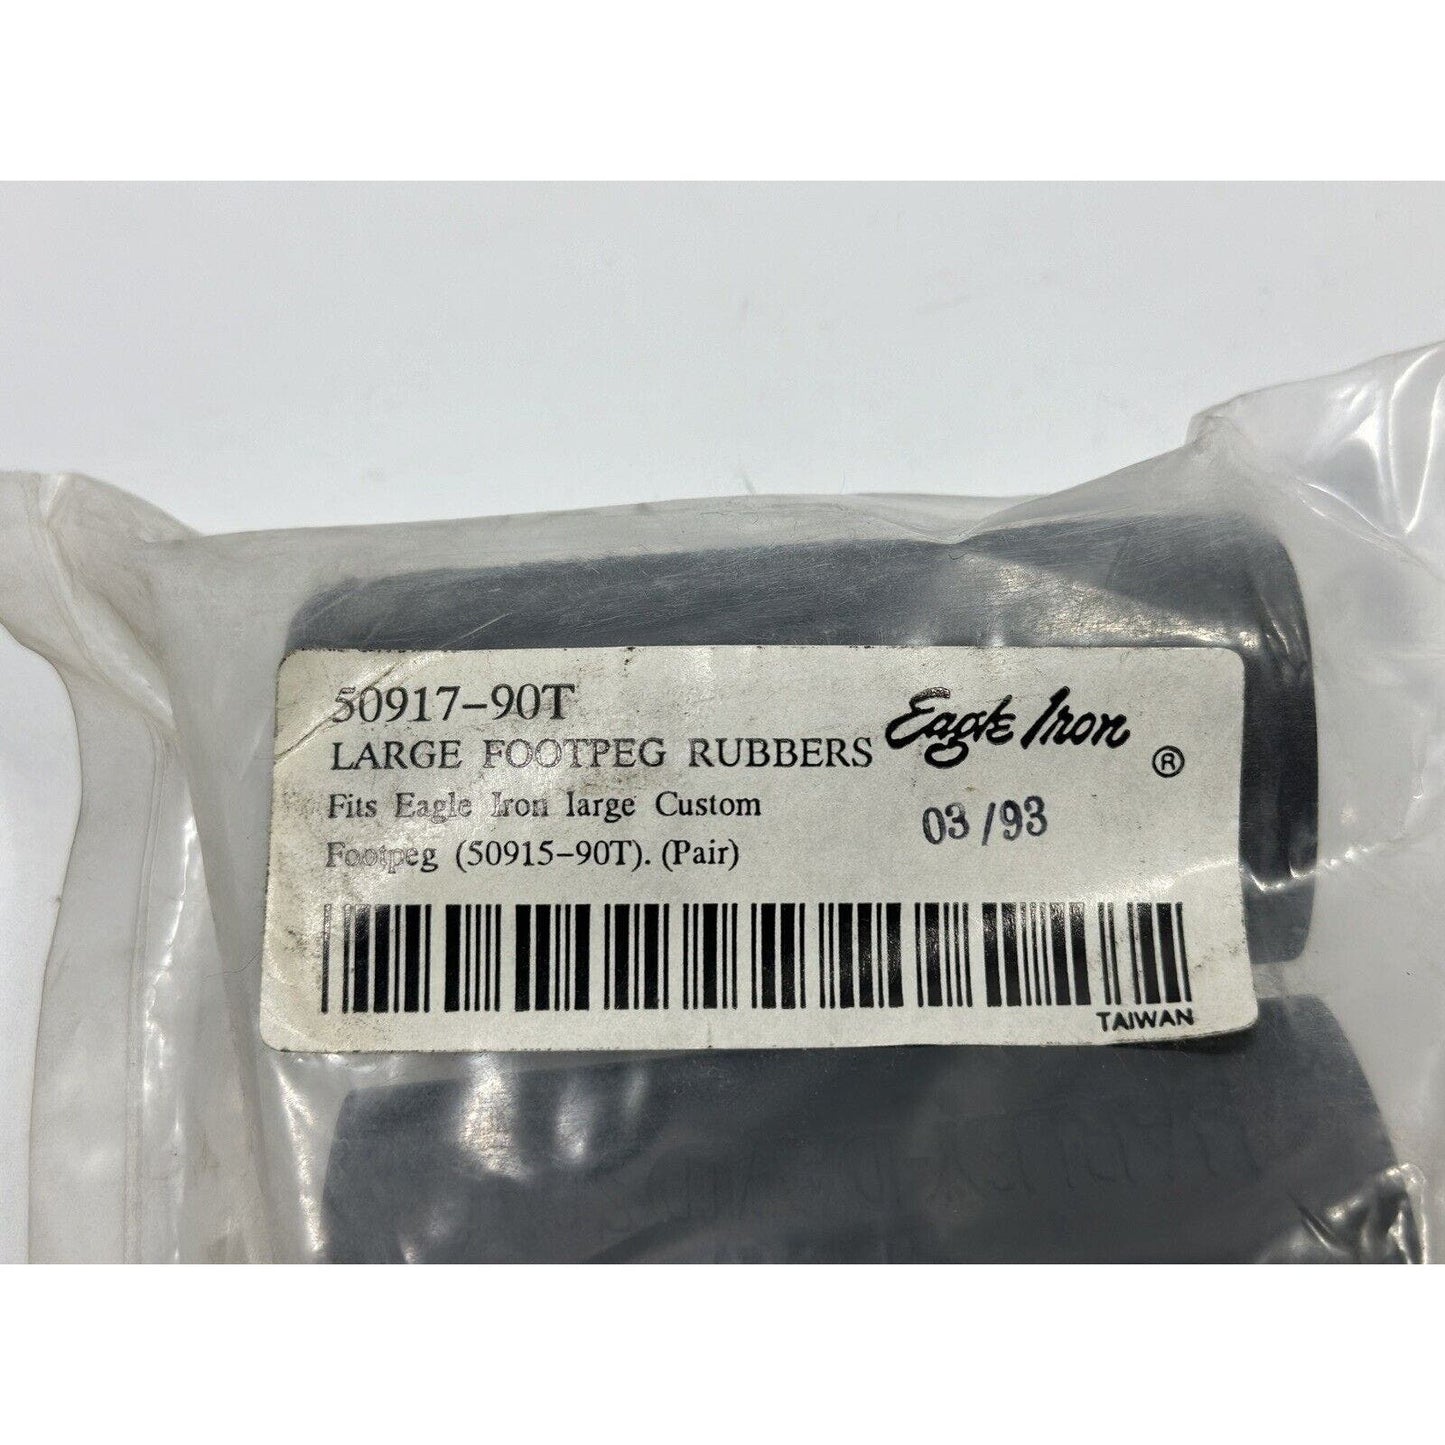 50917-90T
LARGE FOOTPEG RUBBERS
Eagle Iron ®
Fits Eagle Iron large Custom
Footpeg (50915-90T). (Pair)
03/93
TAIWAN